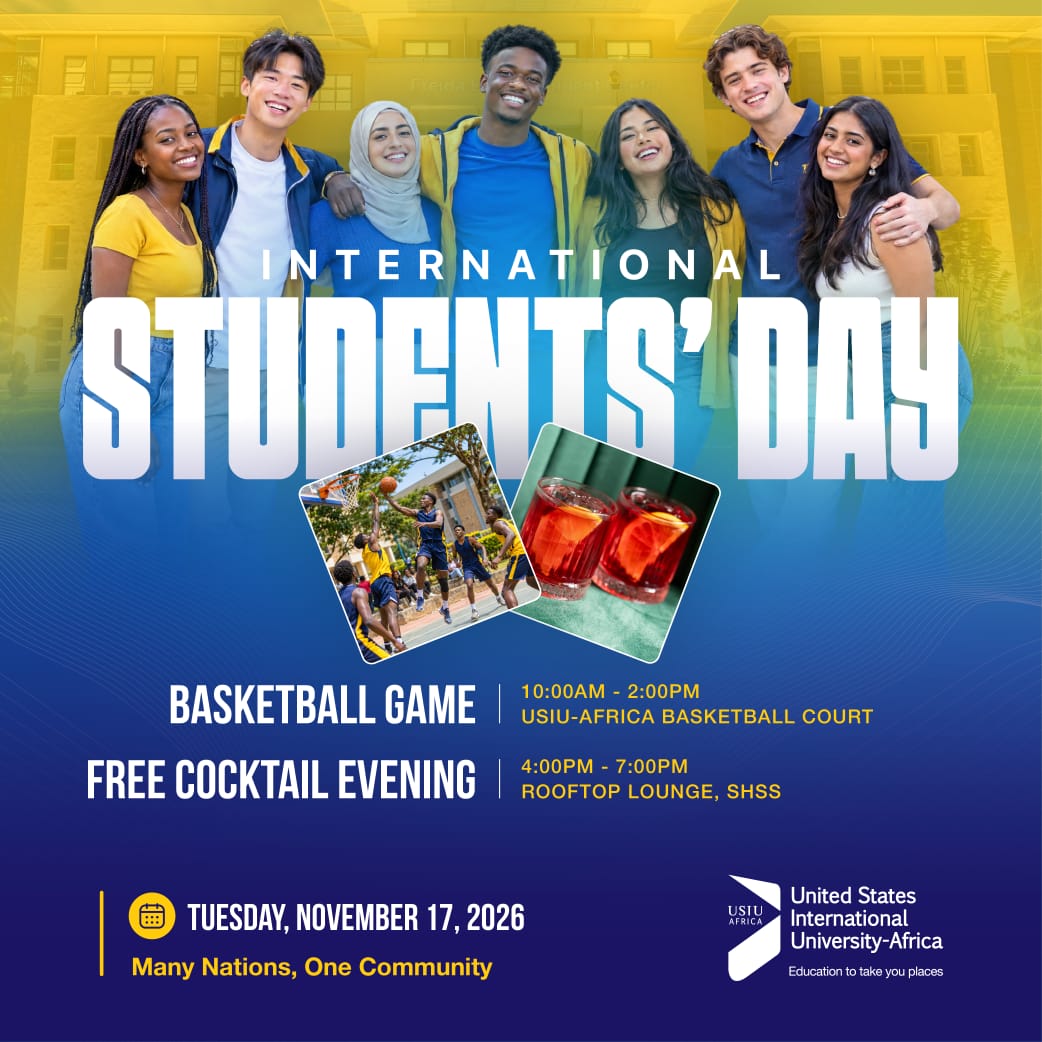 INTERNATIONAL
STUDENTS' DAY
BASKETBALL GAME
10:00AM - 2:00PM
USIU-AFRICA BASKETBALL COURT
FREE COCKTAIL EVENING
4:00PM - 7:00PM
ROOFTOP LOUNGE, SHSS
TUESDAY, NOVEMBER 17, 2026
Many Nations, One Community
USIU
AFRICA
United States
International
University-Africa
Education to take you places